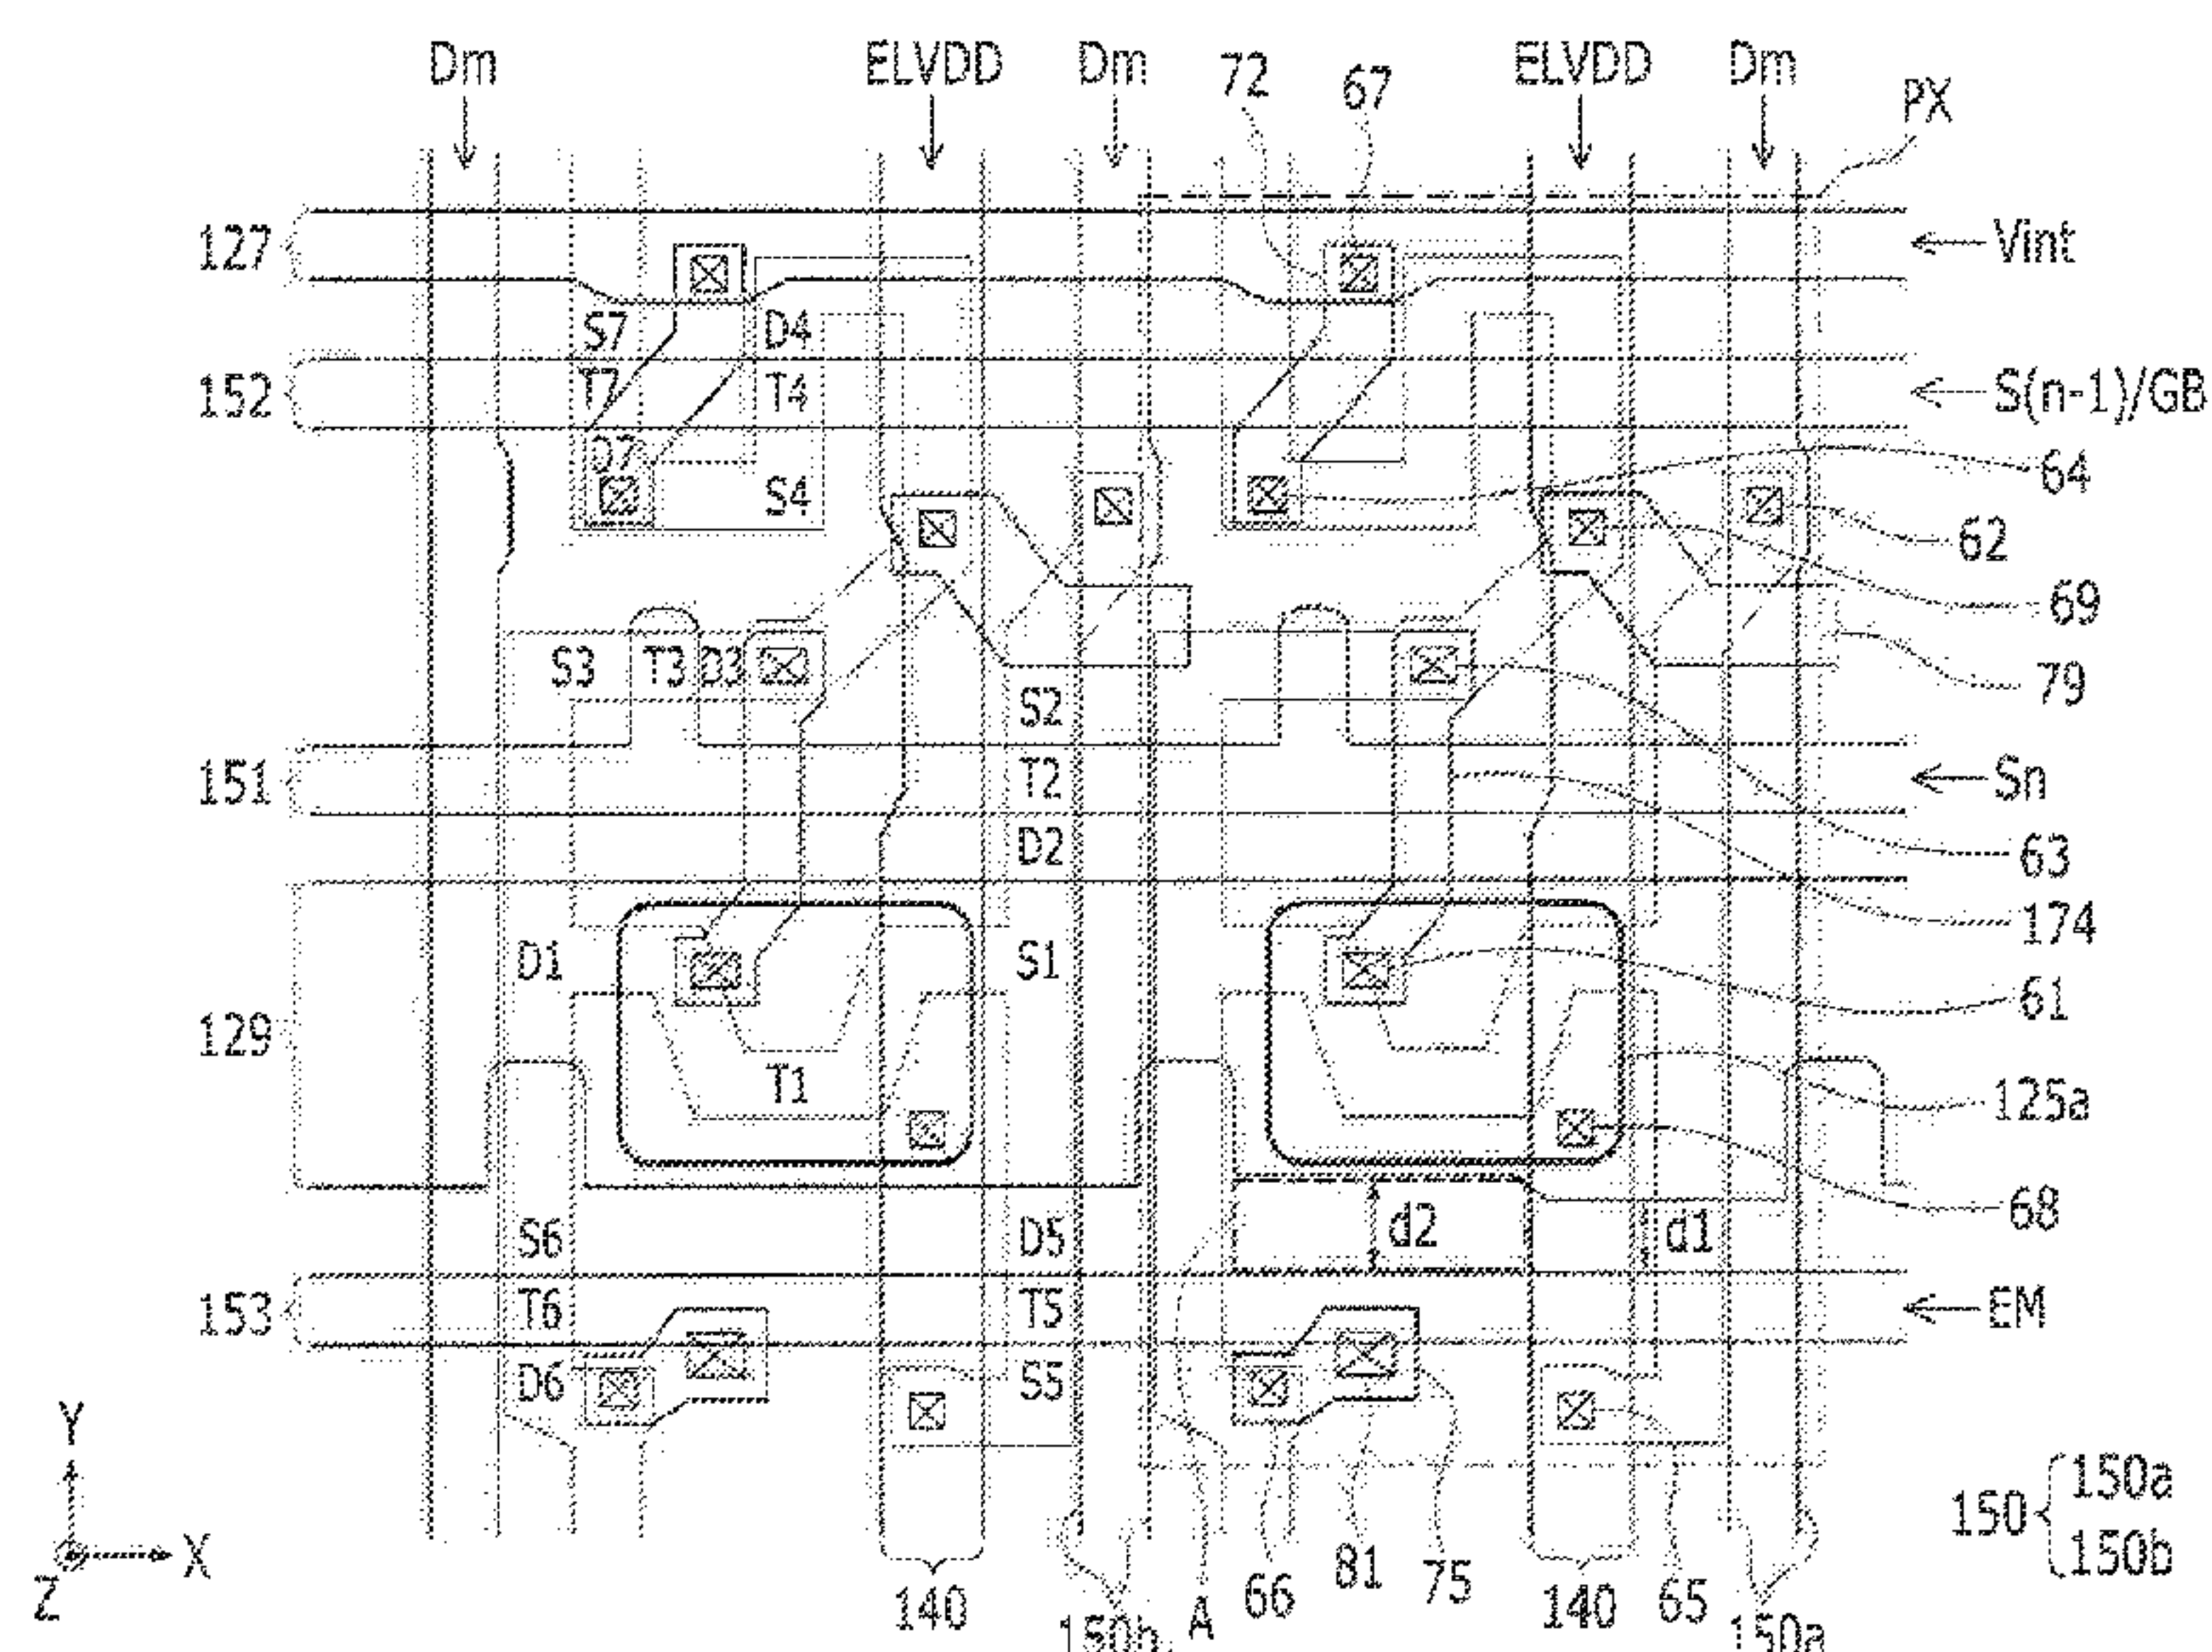 Dm ELVDD Dm 72 67 ELVDD Dm PX
127 Vint
S7 D4
152 T7 T4 S(n-1)/GB
D7 S4 64
62
69
S3 T3 D3 79
S2
151 T2 Sn
D2 63
174
D1 S1 61
129
T1 125a
68
S6 D5 d2 d1
153 T6 T5 EM
D6 S5
Y
X
Z
150 150a
150b
140 150b A 66 81 75 140 65 150a